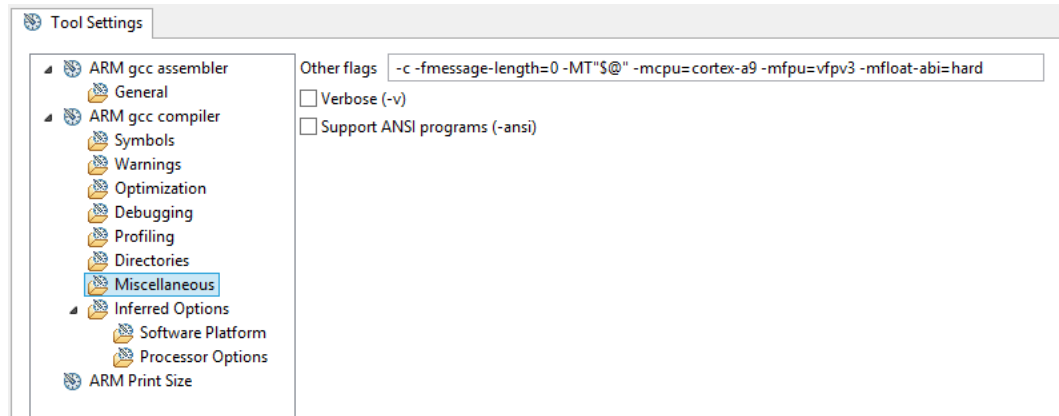 Tool Settings
ARM gcc assembler
General
ARM gcc compiler
Symbols
Warnings
Optimization
Debugging
Profiling
Directories
Miscellaneous
Inferred Options
Software Platform
Processor Options
ARM Print Size
Other flags -c -fmessage-length=0 -MT"$@" -mcpu=cortex-a9 -mfpu=vfpv3 -mfloat-abi=hard
Verbose (-v)
Support ANSI programs (-ansi)